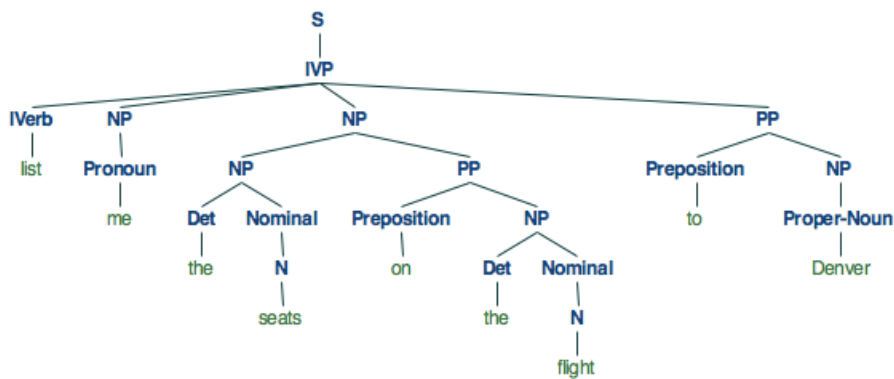 S
IVP
IVerb NP NP PP
list Pronoun NP PP Preposition NP
me Det Nominal Preposition NP to Proper-Noun
the N on Det Nominal Denver
seats the N
flight